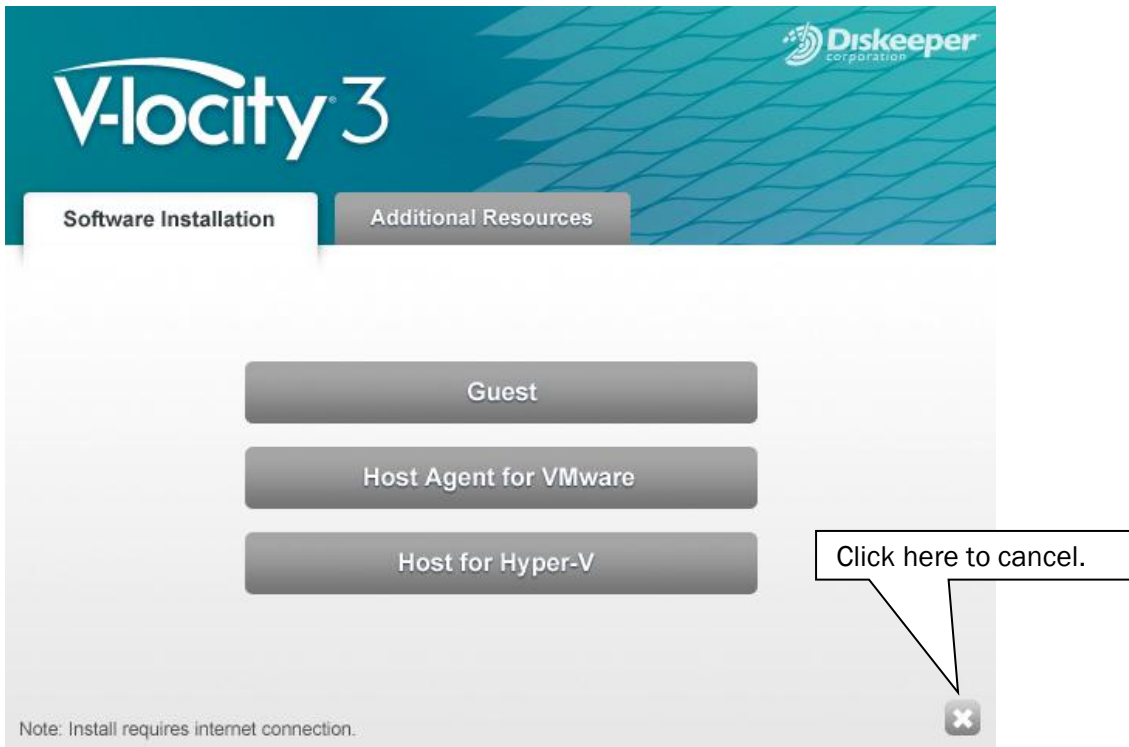 Diskeeper
corporation
V-locity® 3
Software Installation
Additional Resources
Guest
Host Agent for VMware
Host for Hyper-V
Click here to cancel.
Note: Install requires internet connection.